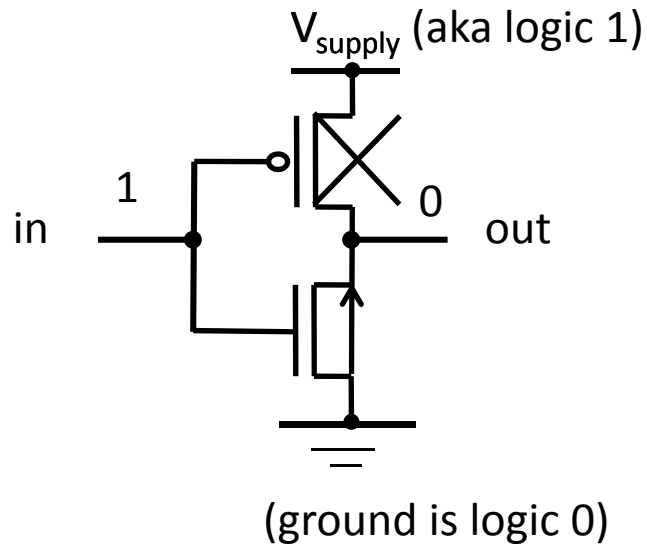 Vsupply (aka logic 1)
1
0
in
out
(ground is logic 0)